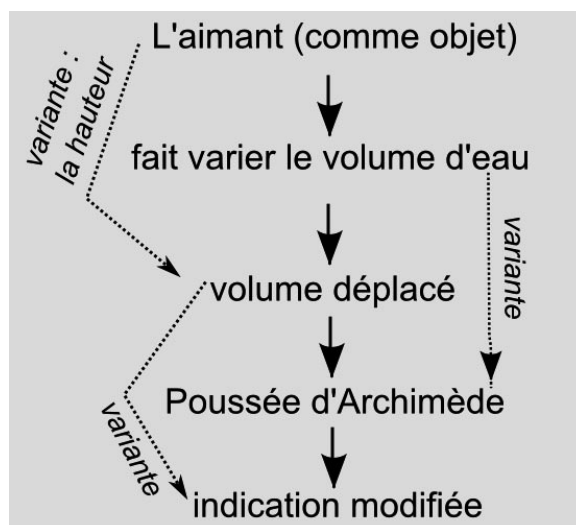 L'aimant (comme objet)
variante :
la hauteur
fait varier le volume d'eau
variante
volume déplacé
Poussée d'Archimède
variante
indication modifiée